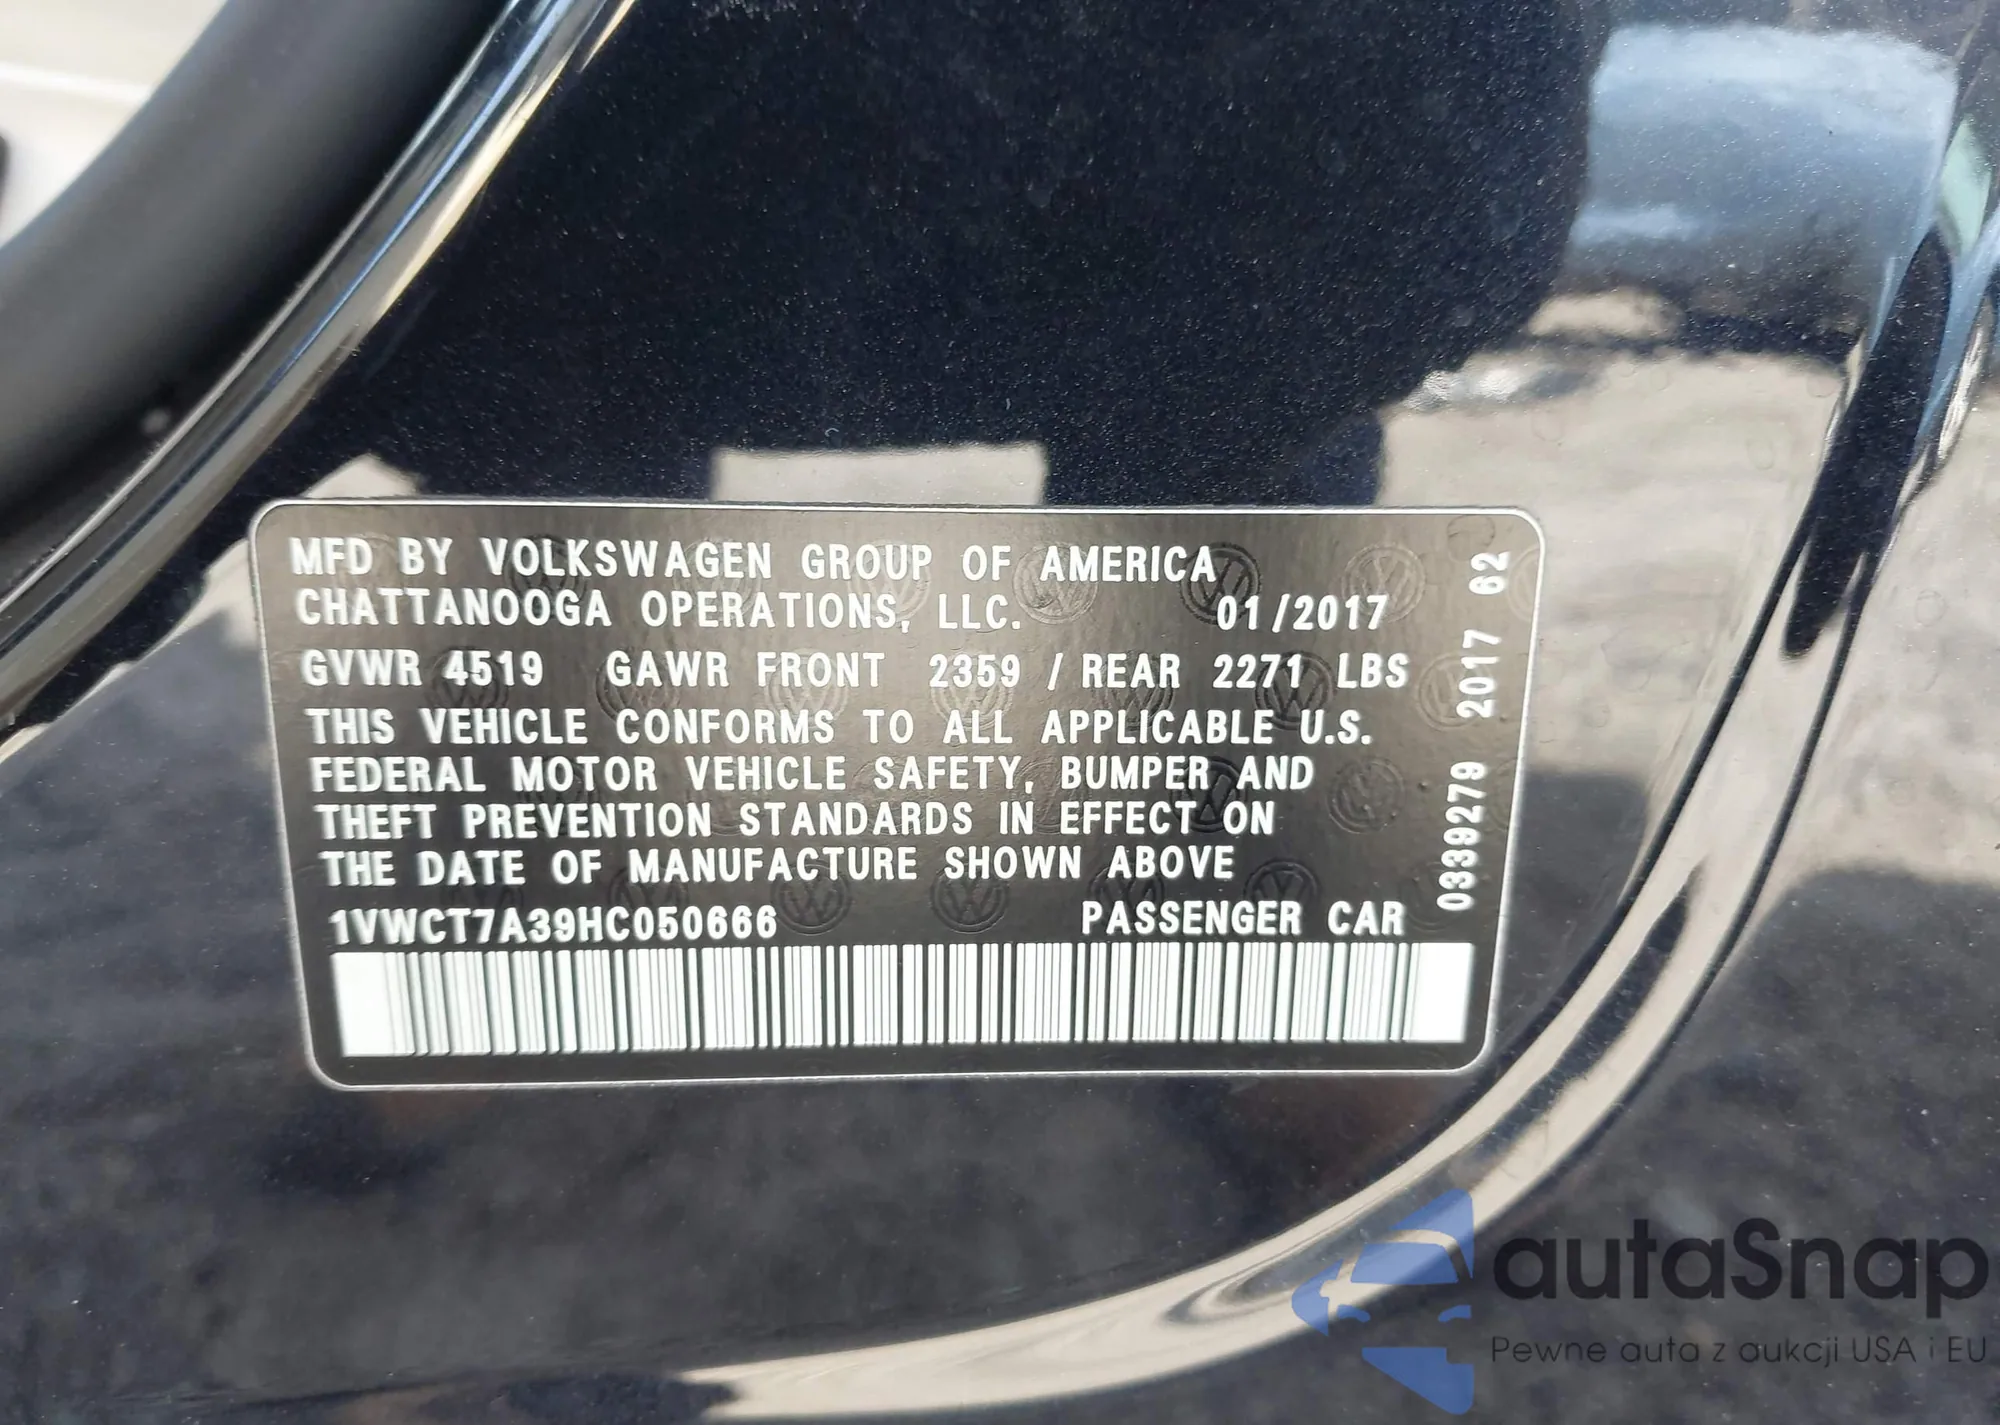 MFD BY VOLKSWAGEN GROUP OF AMERICA
CHATTANOOGA OPERATIONS, LLC. 01/2017
GVWR 4519 GAWR FRONT 2359 / REAR 2271 LBS
THIS VEHICLE CONFORMS TO ALL APPLICABLE U.S.
FEDERAL MOTOR VEHICLE SAFETY, BUMPER AND
THEFT PREVENTION STANDARDS IN EFFECT ON
THE DATE OF MANUFACTURE SHOWN ABOVE
1VWCT7A39HC050666 PASSENGER CAR
0339279 2017 62
autaSnap
Pewne auta z aukcji USA i EU